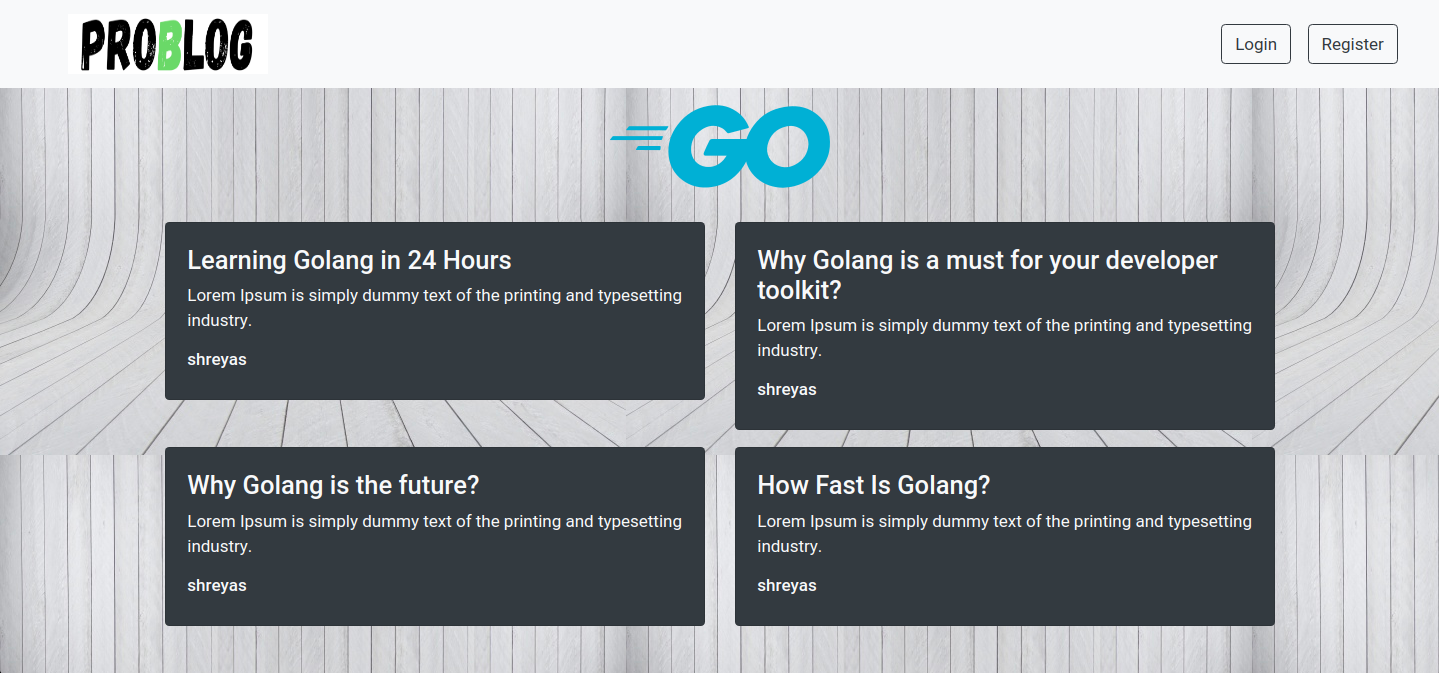 PROBLOG
Login
Register
GO
Learning Golang in 24 Hours
Lorem Ipsum is simply dummy text of the printing and typesetting
industry.
shreyas
Why Golang is a must for your developer
toolkit?
Lorem Ipsum is simply dummy text of the printing and typesetting
industry.
shreyas
Why Golang is the future?
Lorem Ipsum is simply dummy text of the printing and typesetting
industry.
shreyas
How Fast Is Golang?
Lorem Ipsum is simply dummy text of the printing and typesetting
industry.
shreyas